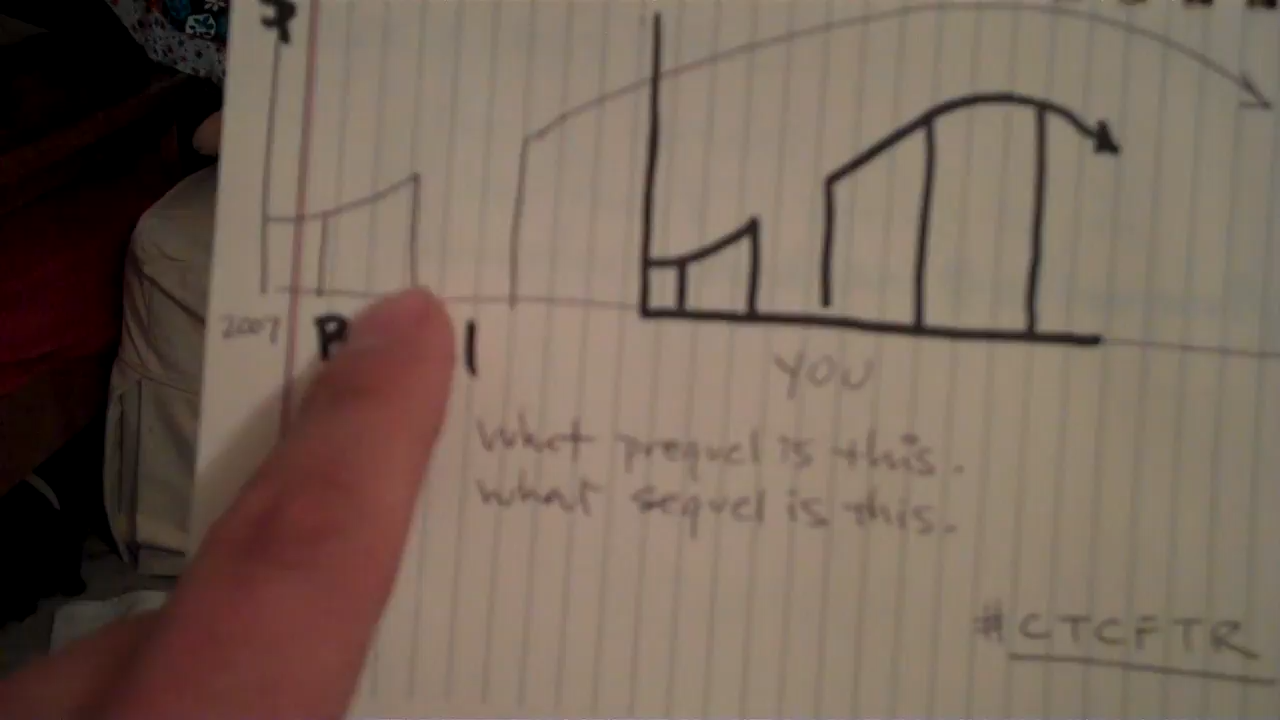 2007
YOU
what prequel is this.
what sequel is this.
#CTCFTR